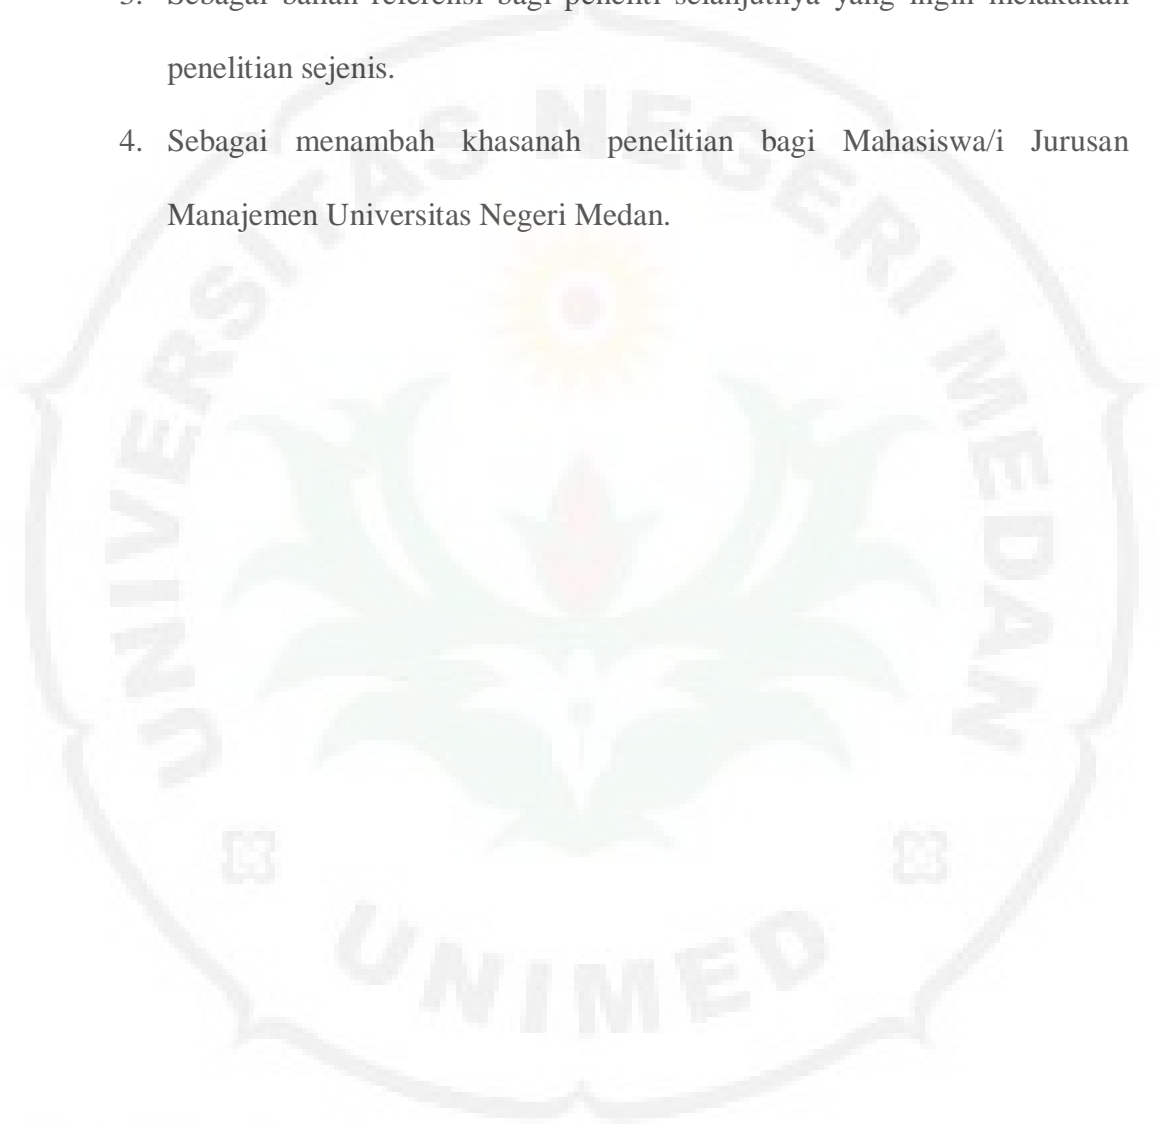 3. Sebagai bahan referensi bagi peneliti selanjutnya yang ingin melakukan
penelitian sejenis.
4. Sebagai menambah khasanah penelitian bagi Mahasiswa/i Jurusan
Manajemen Universitas Negeri Medan.
UNIVERSITAS NEGERI MEDAN
UNIMED